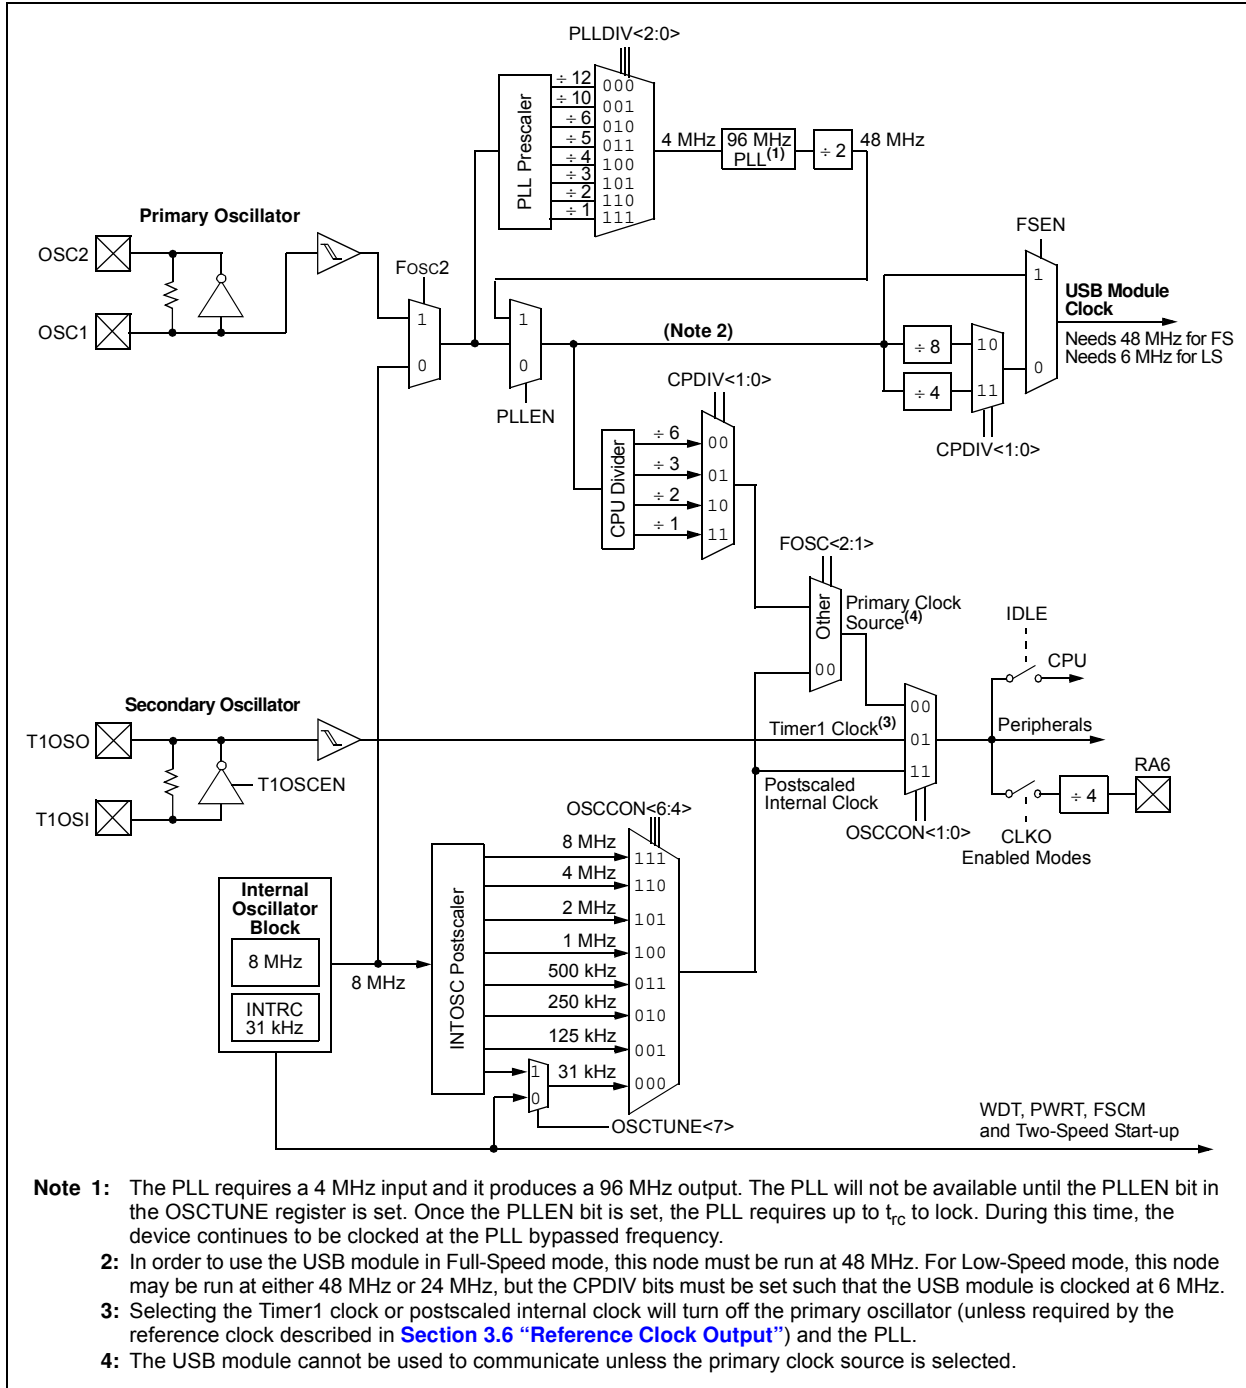 PLLDIV<2:0>
PLL Prescaler
÷ 12
÷ 10
÷ 6
÷ 5
÷ 4
÷ 3
÷ 2
÷ 1
000
001
010
011
100
101
110
111
4 MHz
96 MHz
PLL(1)
÷ 2
48 MHz
Primary Oscillator
OSC2
OSC1
FOSC2
1
0
1
0
PLLEN
(Note 2)
FSEN
1
0
÷ 8
÷ 4
10
11
CPDIV<1:0>
USB Module
Clock
Needs 48 MHz for FS
Needs 6 MHz for LS
CPDIV<1:0>
CPU Divider
÷ 6
÷ 3
÷ 2
÷ 1
00
01
10
11
FOSC<2:1>
Other
00
Primary Clock
Source(4)
IDLE
CPU
Secondary Oscillator
T1OSO
T1OSI
T1OSCEN
Timer1 Clock(3)
Postscaled
Internal Clock
00
01
11
OSCCON<1:0>
Peripherals
RA6
÷ 4
CLKO
Enabled Modes
OSCCON<6:4>
Internal
Oscillator
Block
8 MHz
INTRC
31 kHz
8 MHz
INTOSC Postscaler
8 MHz
4 MHz
2 MHz
1 MHz
500 kHz
250 kHz
125 kHz
31 kHz
111
110
101
100
011
010
001
000
1
0
OSCTUNE<7>
WDT, PWRT, FSCM
and Two-Speed Start-up
Note 1: The PLL requires a 4 MHz input and it produces a 96 MHz output. The PLL will not be available until the PLLEN bit in
the OSCTUNE register is set. Once the PLLEN bit is set, the PLL requires up to trc to lock. During this time, the
device continues to be clocked at the PLL bypassed frequency.
2: In order to use the USB module in Full-Speed mode, this node must be run at 48 MHz. For Low-Speed mode, this node
may be run at either 48 MHz or 24 MHz, but the CPDIV bits must be set such that the USB module is clocked at 6 MHz.
3: Selecting the Timer1 clock or postscaled internal clock will turn off the primary oscillator (unless required by the
reference clock described in Section 3.6 “Reference Clock Output”) and the PLL.
4: The USB module cannot be used to communicate unless the primary clock source is selected.